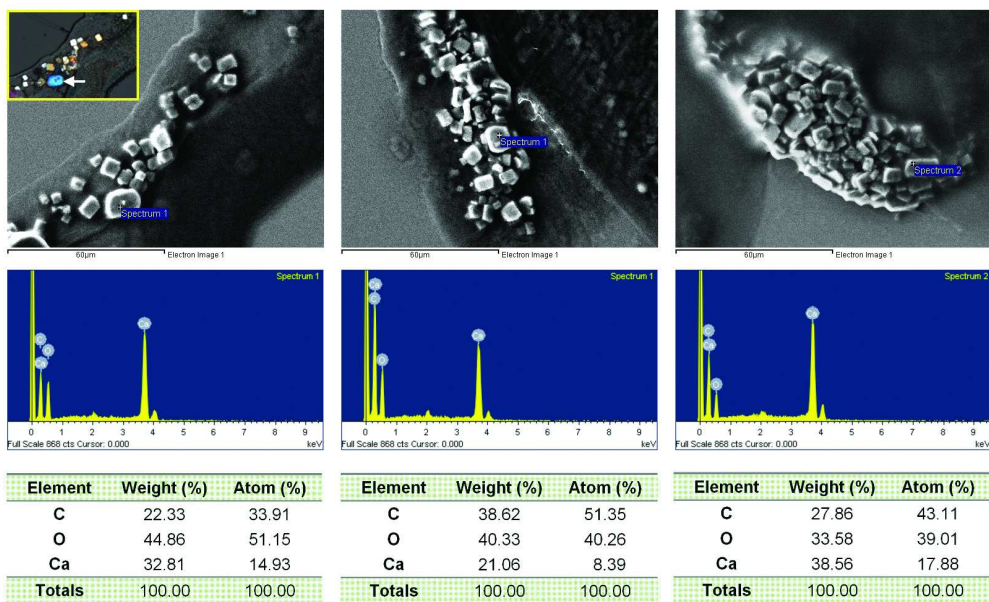 Spectrum 1
60µm
Electron Image 1
Spectrum 1
60µm
Electron Image 1
Spectrum 2
60µm
Electron Image 1
Spectrum 1
C
O
Ca
Ca
0 1 2 3 4 5 6 7 8 9
Full Scale 868 cts Cursor: 0.000
keV
Spectrum 1
Ca
C
O
Ca
0 1 2 3 4 5 6 7 8 9
Full Scale 868 cts Cursor: 0.000
keV
Spectrum 2
C
Ca
O
Ca
0 1 2 3 4 5 6 7 8 9
Full Scale 868 cts Cursor: 0.000
keV
Element Weight (%) Atom (%)
C 22.33 33.91
O 44.86 51.15
Ca 32.81 14.93
Totals 100.00 100.00
Element Weight (%) Atom (%)
C 38.62 51.35
O 40.33 40.26
Ca 21.06 8.39
Totals 100.00 100.00
Element Weight (%) Atom (%)
C 27.86 43.11
O 33.58 39.01
Ca 38.56 17.88
Totals 100.00 100.00